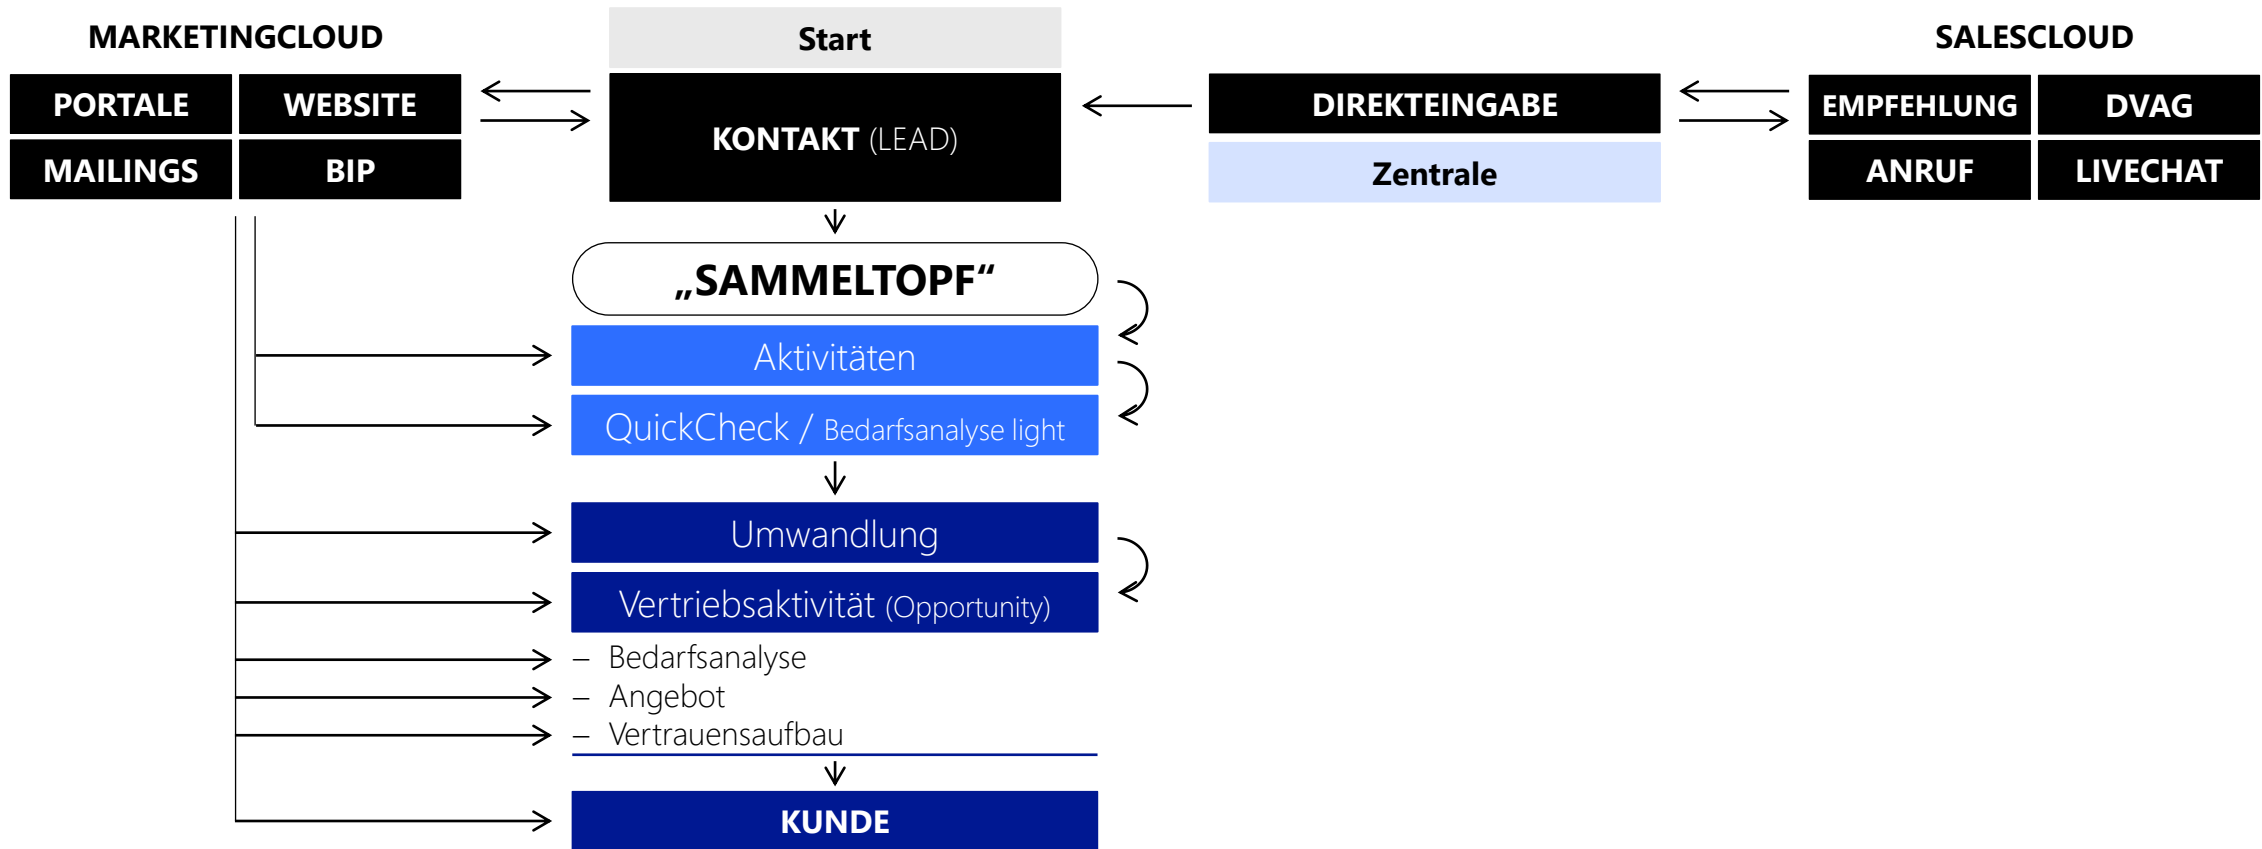 MARKETINGCLOUD
Start
SALESCLOUD
PORTALE
WEBSITE
MAILINGS
BIP
KONTAKT (LEAD)
DIREKTEINGABE
Zentrale
EMPFEHLUNG
DVAG
ANRUF
LIVECHAT
„SAMMELTOPF“
Aktivitäten
QuickCheck / Bedarfsanalyse light
Umwandlung
Vertriebsaktivität (Opportunity)
– Bedarfsanalyse
– Angebot
– Vertrauensaufbau
KUNDE